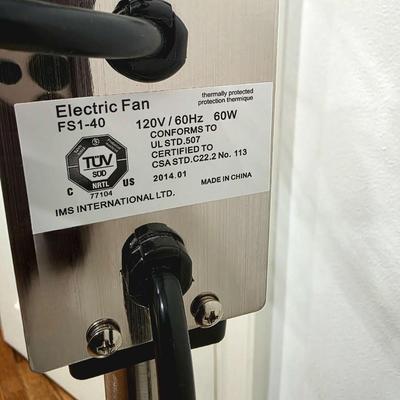 Electric Fan
thermally protected
protection thermique
FS1-40 120V / 60Hz 60W
CONFORMS TO
UL STD.507
CERTIFIED TO
CSA STD.C22.2 No. 113
TÜV
SÜD
NRTL
C US
77104
2014.01 MADE IN CHINA
IMS INTERNATIONAL LTD.